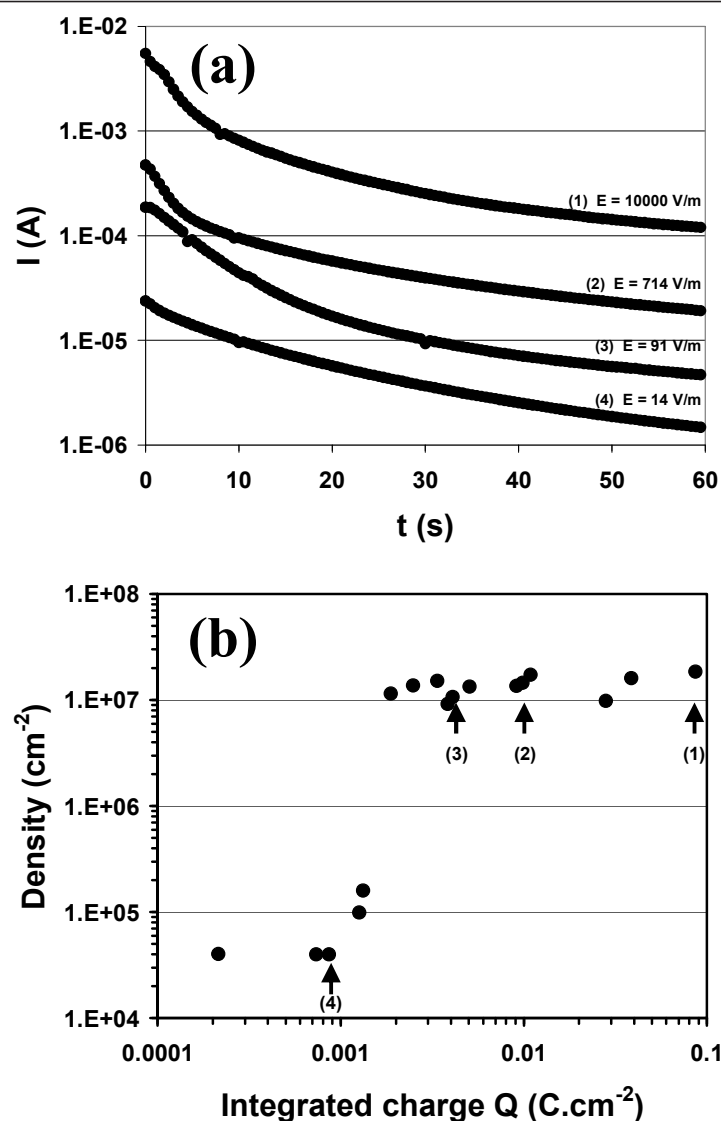 (a)
1.E-02
1.E-03
1.E-04
1.E-05
1.E-06
I (A)
(1) E = 10000 V/m
(2) E = 714 V/m
(3) E = 91 V/m
(4) E = 14 V/m
0 10 20 30 40 50 60
t (s)
(b)
1.E+08
1.E+07
1.E+06
1.E+05
1.E+04
Density (cm⁻²)
(3) (2) (1)
(4)
0.0001 0.001 0.01 0.1
Integrated charge Q (C.cm⁻²)